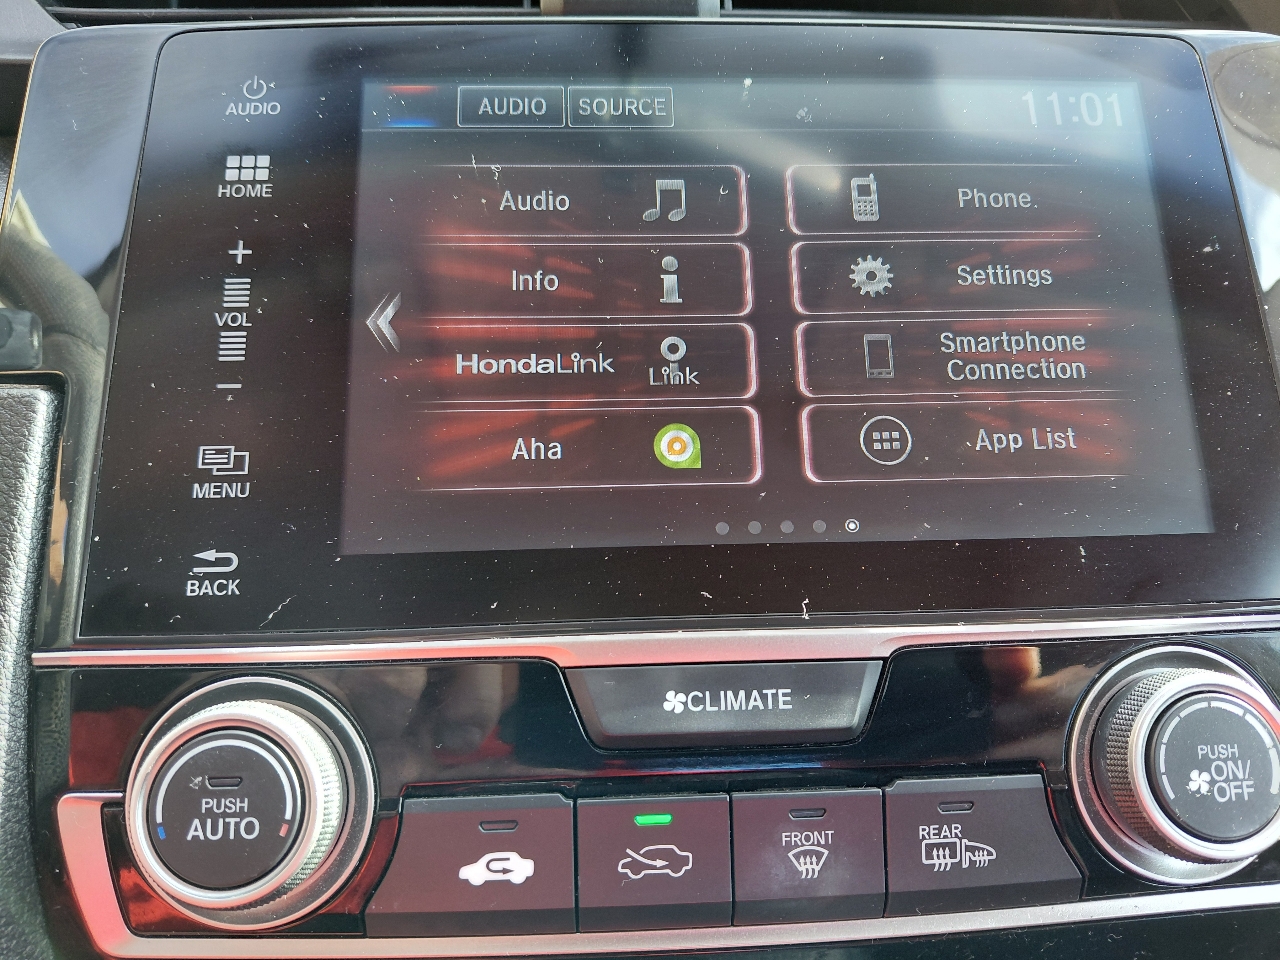 AUDIO
HOME
+
VOL
−
MENU
BACK
AUDIO SOURCE
11:01
Audio
Phone
Info
Settings
HondaLink
Link
Smartphone
Connection
Aha
App List
CLIMATE
PUSH
AUTO
FRONT
REAR
PUSH
ON/
OFF